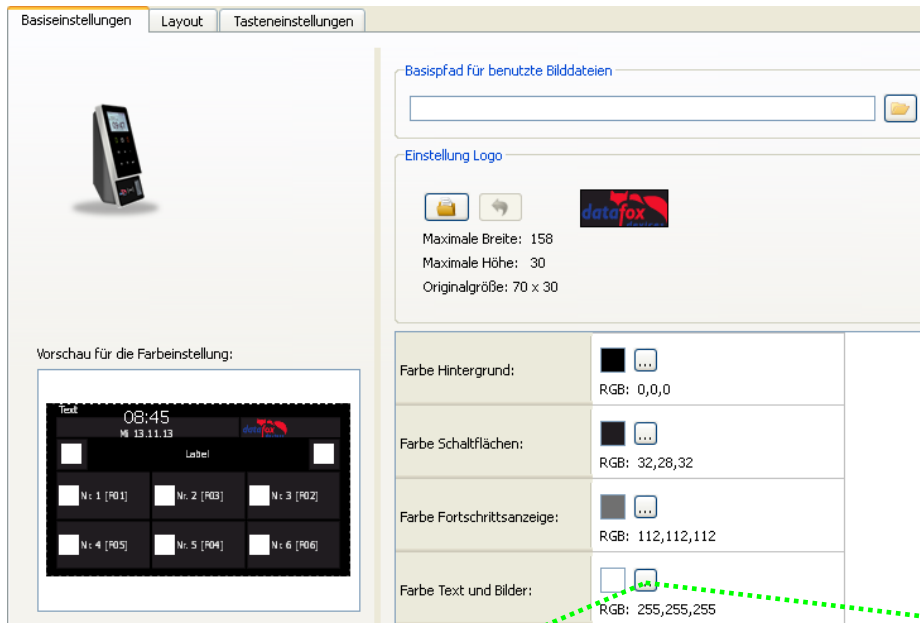 Basiseinstellungen Layout Tasteneinstellungen
Basispfad für benutzte Bilddateien
Einstellung Logo
datafox
Maximale Breite: 158
Maximale Höhe: 30
Originalgröße: 70 x 30
Vorschau für die Farbeinstellung:
Text
08:45
Mi 13.11.13
datafox
Label
Nr. 1 [F01] Nr. 2 [F03] Nr. 3 [F02]
Nr. 4 [F05] Nr. 5 [F04] Nr. 6 [F06]
Farbe Hintergrund:
...
RGB: 0,0,0
Farbe Schaltflächen:
...
RGB: 32,28,32
Farbe Fortschrittsanzeige:
...
RGB: 112,112,112
Farbe Text und Bilder:
...
RGB: 255,255,255